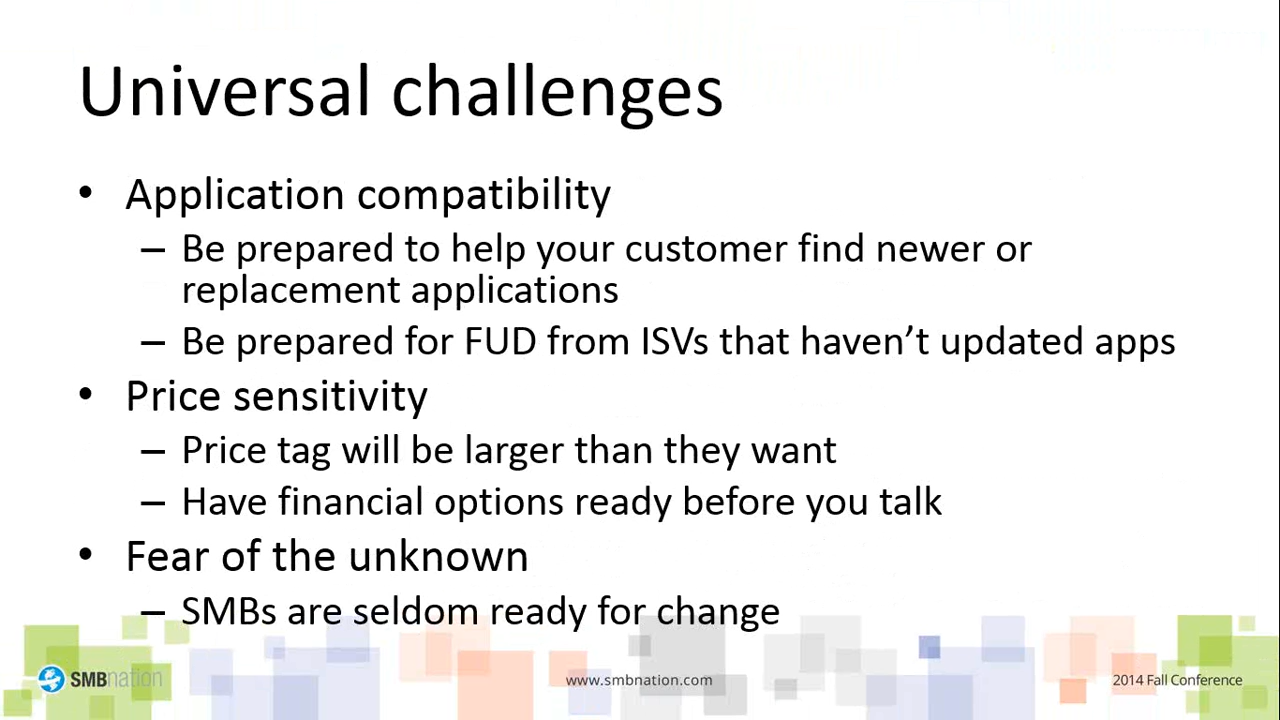 Universal challenges
• Application compatibility
– Be prepared to help your customer find newer or
replacement applications
– Be prepared for FUD from ISVs that haven’t updated apps
• Price sensitivity
– Price tag will be larger than they want
– Have financial options ready before you talk
• Fear of the unknown
– SMBs are seldom ready for change
SMBnation
www.smbnation.com
2014 Fall Conference